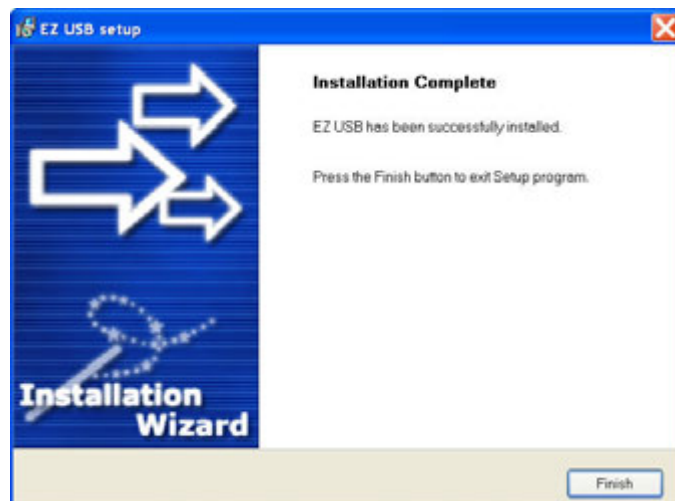 EZ USB setup
Installation Complete
EZ USB has been successfully installed.
Press the Finish button to exit Setup program.
Installation
Wizard
Finish